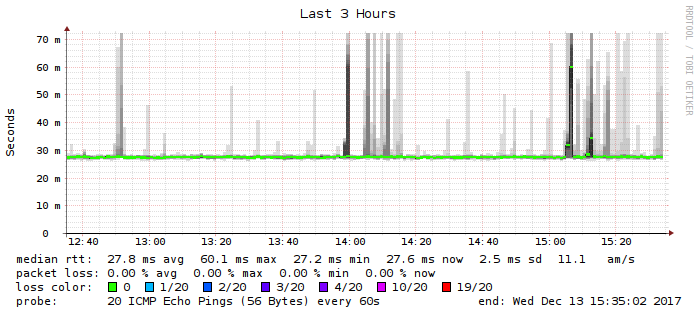 Last 3 Hours
RRDTOOL / TOBI OETIKER
Seconds
70 m
60 m
50 m
40 m
30 m
20 m
10 m
0
12:40 13:00 13:20 13:40 14:00 14:20 14:40 15:00 15:20
median rtt: 27.8 ms avg 60.1 ms max 27.2 ms min 27.6 ms now 2.5 ms sd 11.1 am/s
packet loss: 0.00 % avg 0.00 % max 0.00 % min 0.00 % now
loss color: 0 1/20 2/20 3/20 4/20 10/20 19/20
probe: 20 ICMP Echo Pings (56 Bytes) every 60s end: Wed Dec 13 15:35:02 2017